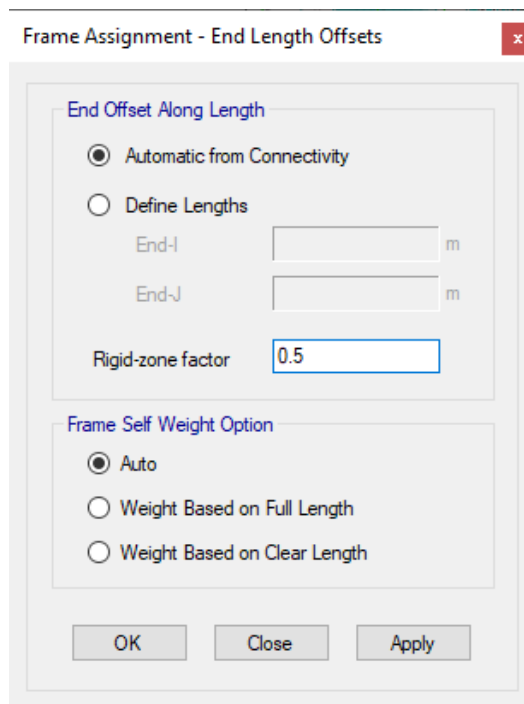 Frame Assignment - End Length Offsets
x
End Offset Along Length
Automatic from Connectivity
Define Lengths
End-I m
End-J m
Rigid-zone factor 0.5
Frame Self Weight Option
Auto
Weight Based on Full Length
Weight Based on Clear Length
OK Close Apply